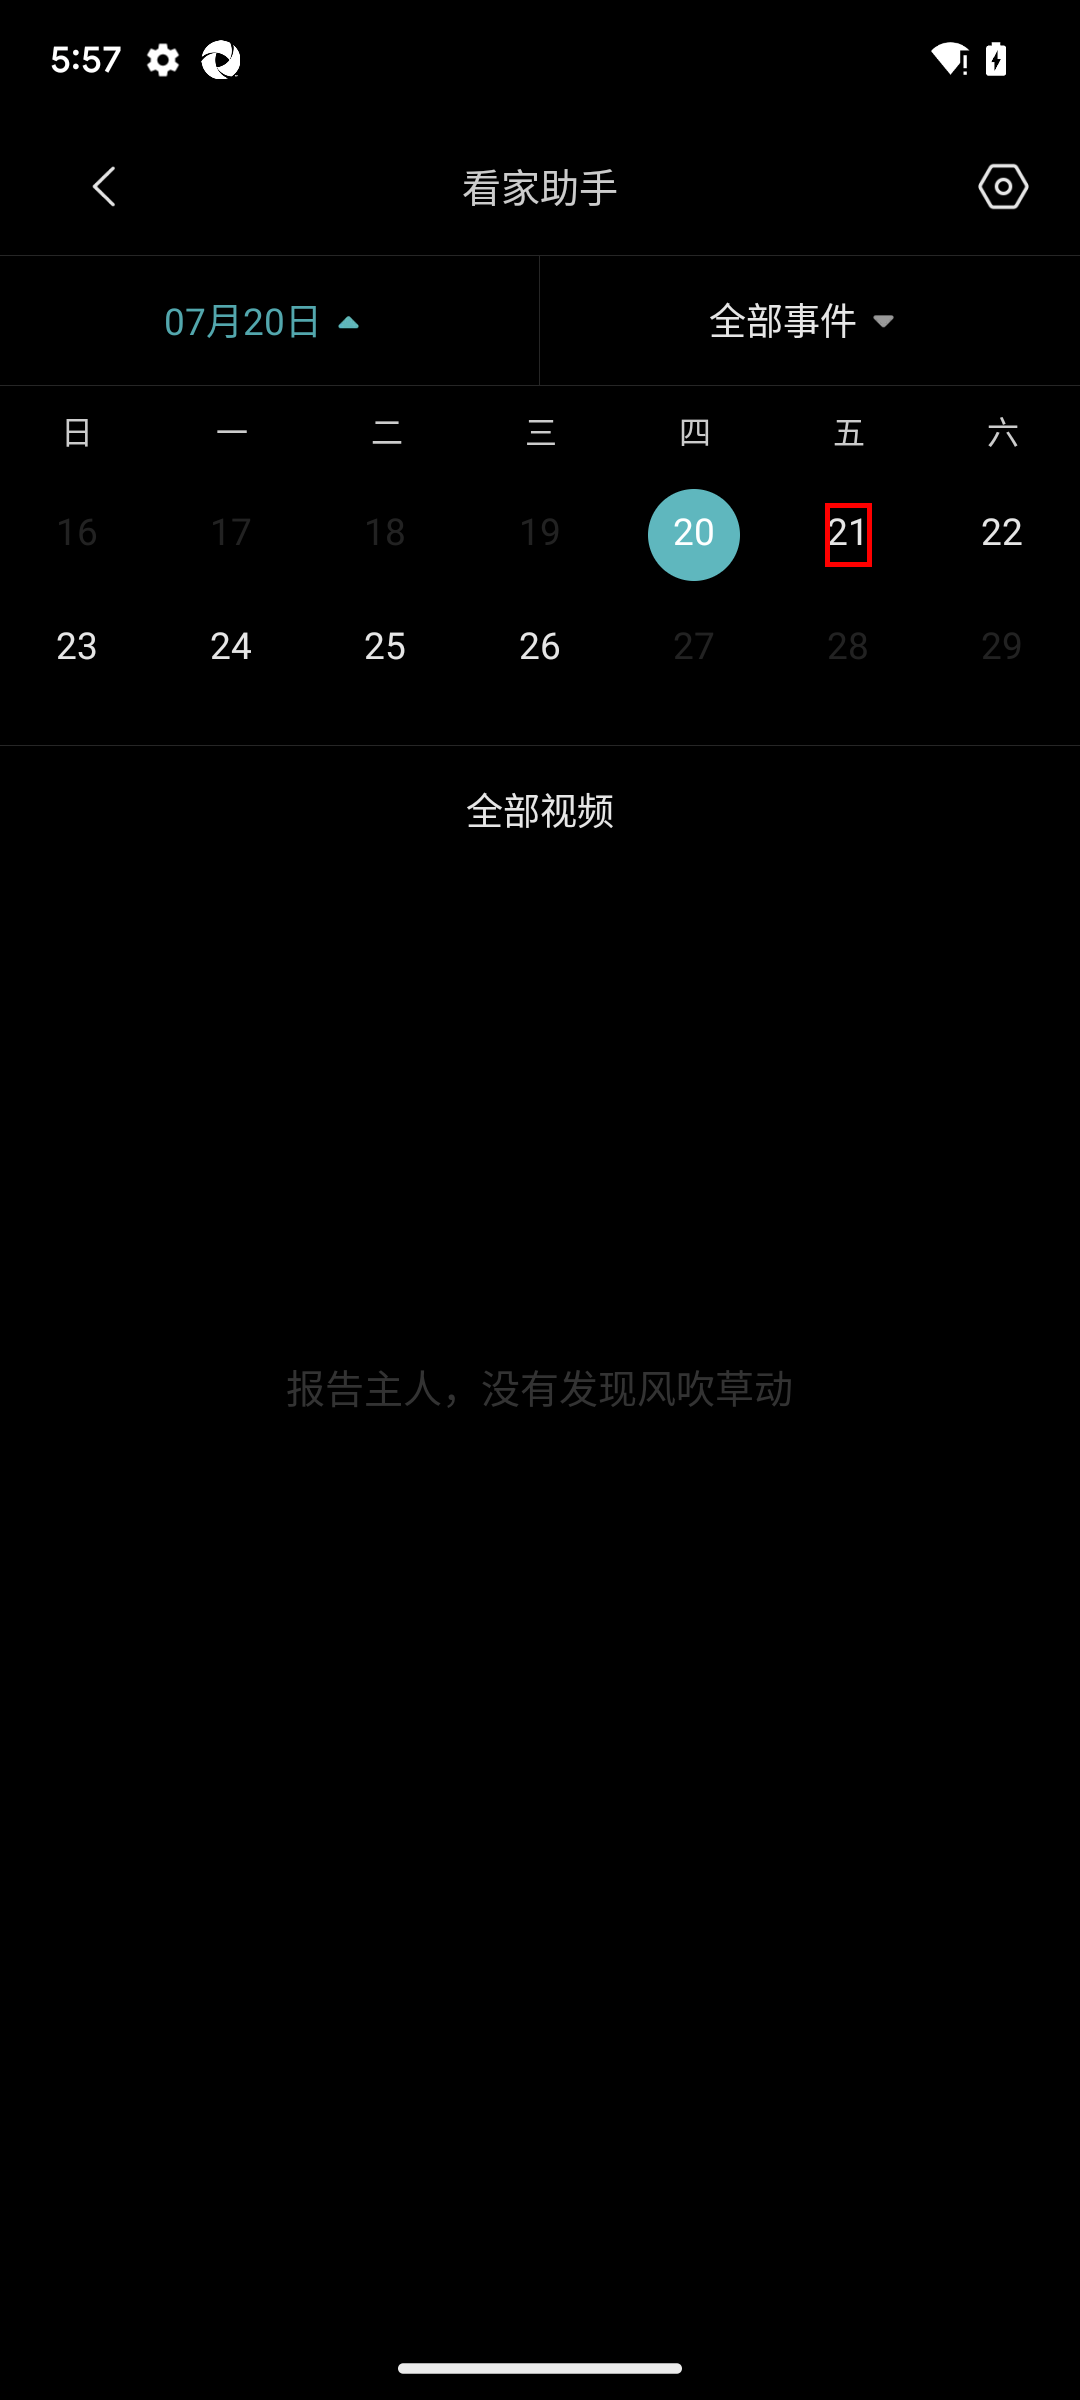 5:57
看家助手
07月20日 全部事件
日 一 二 三 四 五 六
16 17 18 19 20 21 22
23 24 25 26 27 28 29
全部视频
报告主人，没有发现风吹草动